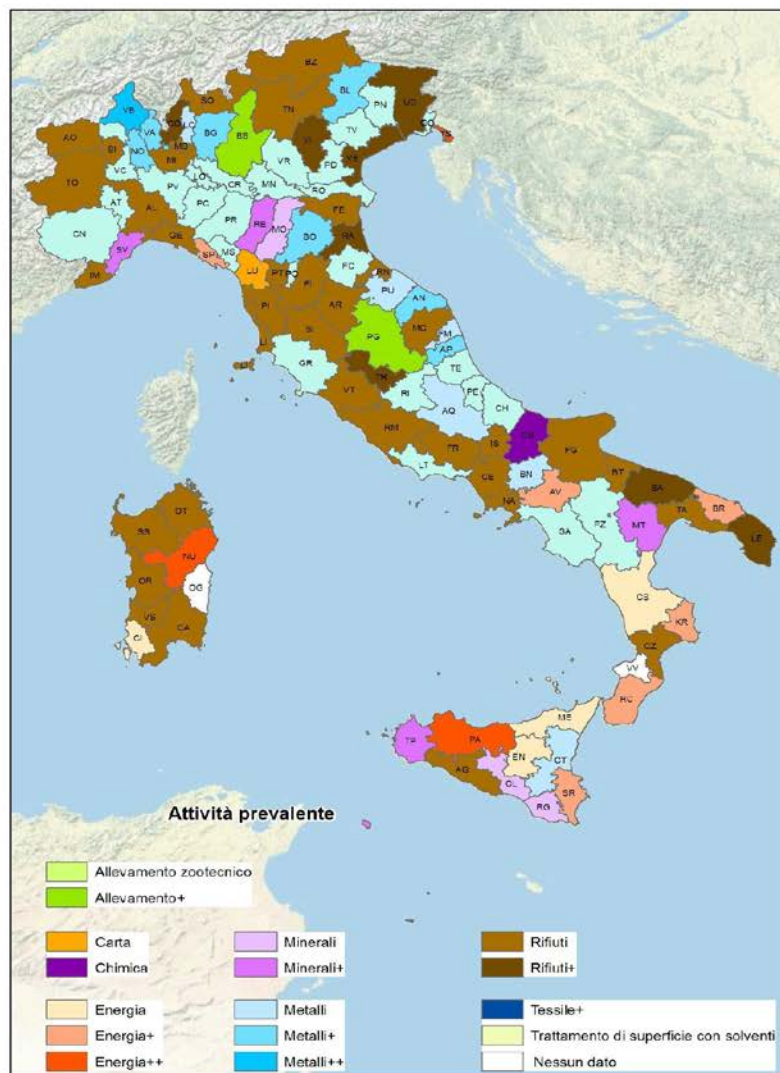 BZ
SO
BL
TN
PN
UD
VB
CO
LC
GO
VA
BG
BS
TV
TS
AO
BI
NO
MB
MI
VI
VE
VR
PD
VC
LO
TO
PV
CR
MN
RO
AT
PC
AL
PR
FE
CN
RE
MO
BO
RA
GE
SV
SP
MS
FC
IM
LU
PT
PO
RN
FI
PU
PI
AR
AN
MC
SI
LI
PG
AP
GR
TE
TR
VT
RI
PE
CH
AQ
RM
IS
FR
CB
FG
LT
CE
BN
BT
BA
NA
AV
BR
OT
SA
PZ
MT
TA
LE
SS
NU
OR
OG
CS
VS
CA
KR
CI
CZ
VV
RC
ME
TP
PA
EN
CT
AG
CL
SR
RG
Attività prevalente
Allevamento zootecnico
Allevamento+
Carta
Minerali
Rifiuti
Chimica
Minerali+
Rifiuti+
Energia
Metalli
Tessile+
Energia+
Metalli+
Trattamento di superficie con solventi
Energia++
Metalli++
Nessun dato